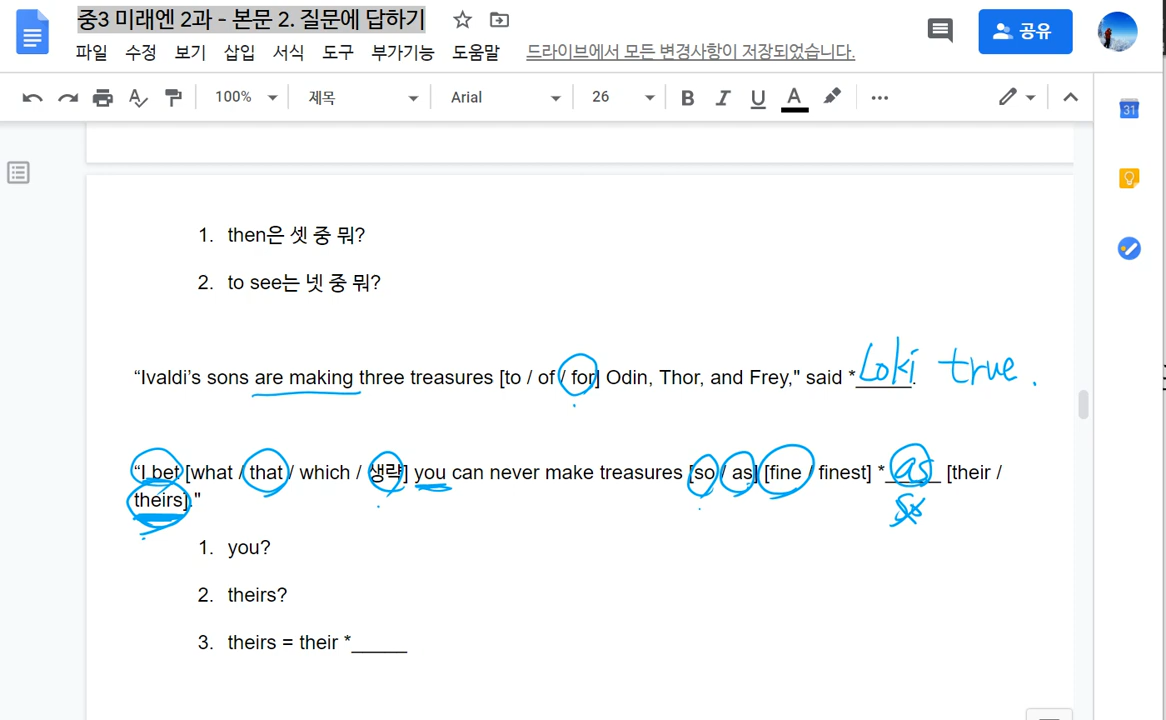 중3 미래엔 2과 - 본문 2. 질문에 답하기
파일 수정 보기 삽입 서식 도구 부가기능 도움말 드라이브에서 모든 변경사항이 저장되었습니다.
공유
100% 제목 Arial 26 B I U A
31
1. then은 셋 중 뭐?
2. to see는 넷 중 뭐?
“Ivaldi’s sons are making three treasures [to / of / for] Odin, Thor, and Frey," said *_____.
Loki true.
“I bet [what / that / which / 생략] you can never make treasures [so / as] [fine / finest] *_____ [their /
as
so
theirs]."
1. you?
2. theirs?
3. theirs = their *_____